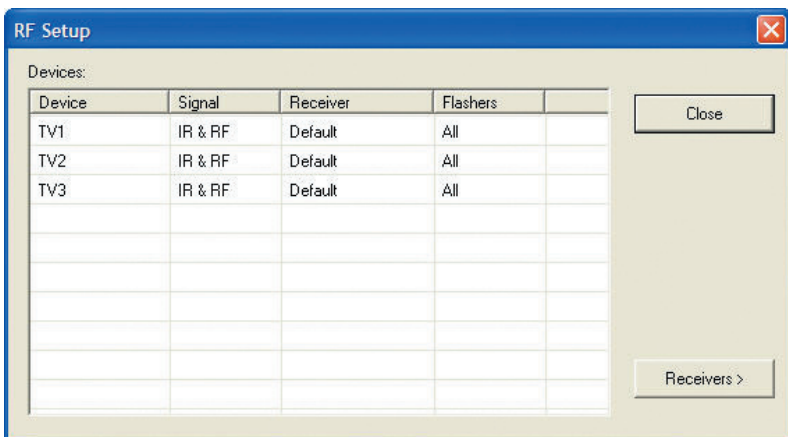 RF Setup
Devices:
Device Signal Receiver Flashers
Close
TV1 IR & RF Default All
TV2 IR & RF Default All
TV3 IR & RF Default All
Receivers >